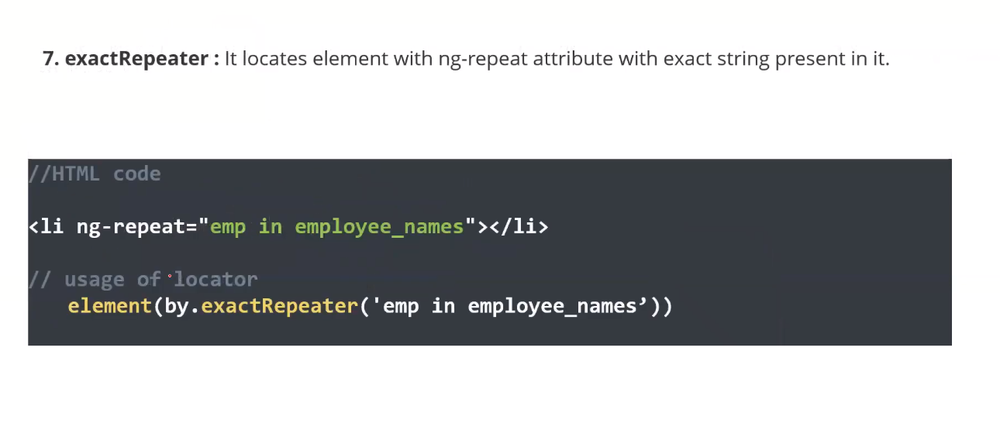 7. exactRepeater : It locates element with ng-repeat attribute with exact string present in it.
//HTML code
<li ng-repeat="emp in employee_names"></li>
// usage of locator
element(by.exactRepeater('emp in employee_names’))